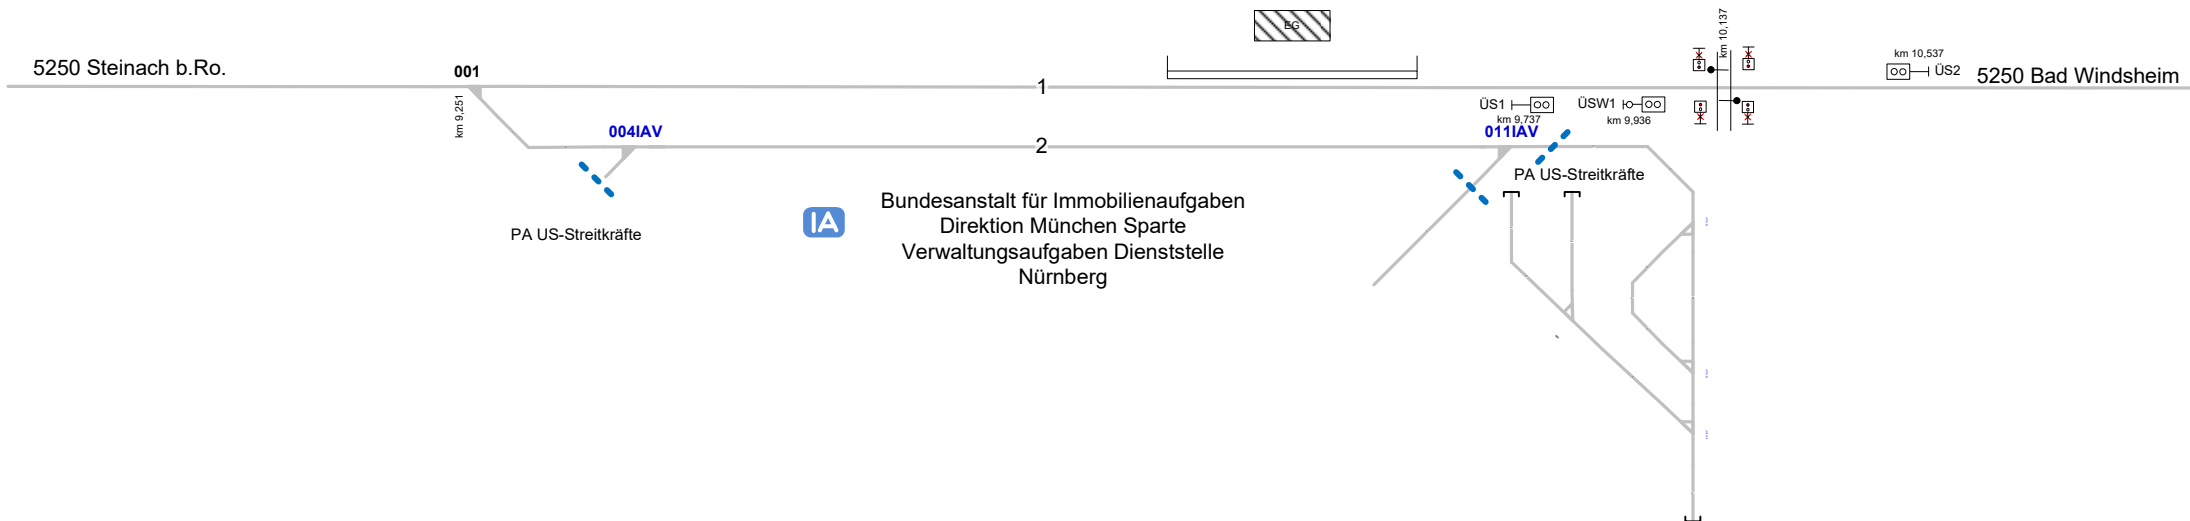 EG
km 10,137
km 10,537
5250 Steinach b.Ro.
001
ÜS2
5250 Bad Windsheim
1
km 9,251
ÜS1
ÜSW1
km 9,737
km 9,936
004IAV
011IAV
2
PA US-Streitkräfte
Bundesanstalt für Immobilienaufgaben
Direktion München Sparte
Verwaltungsaufgaben Dienststelle
Nürnberg
IA
PA US-Streitkräfte